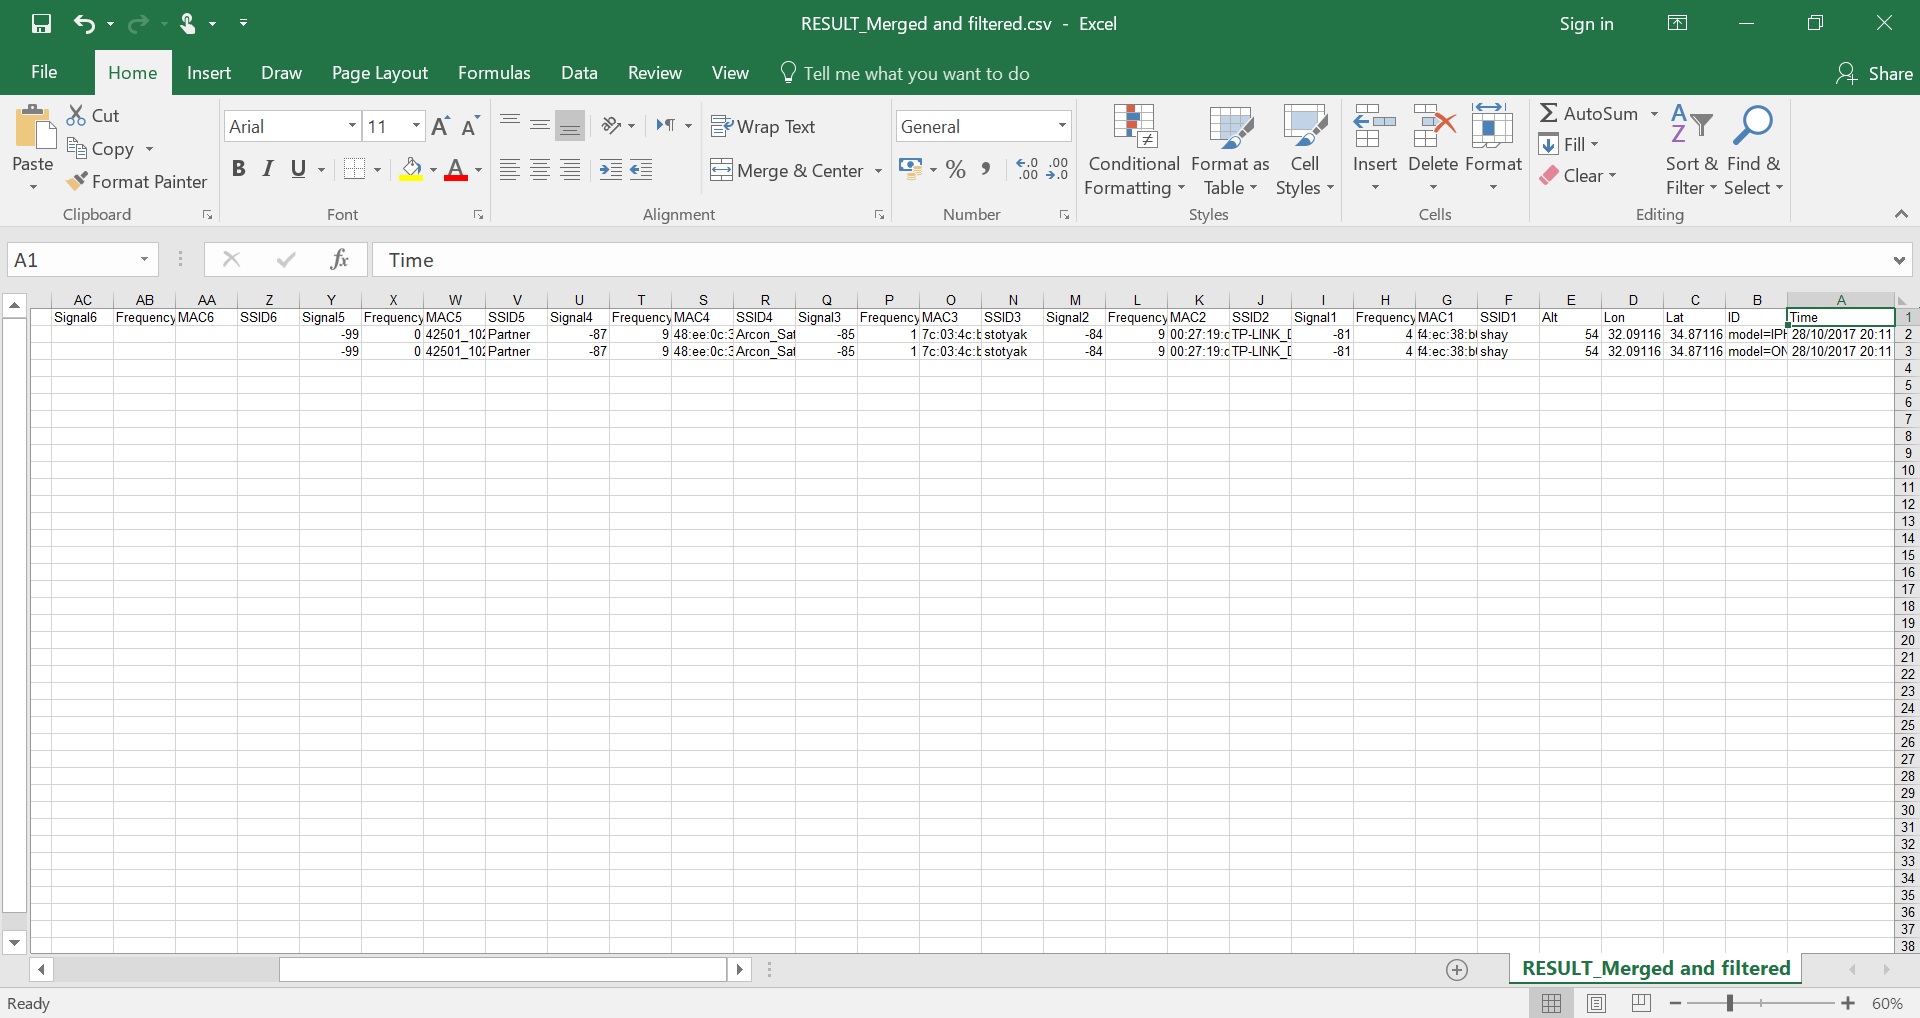 RESULT_Merged and filtered.csv - Excel
Sign in
File Home Insert Draw Page Layout Formulas Data Review View Tell me what you want to do Share
Paste
Cut
Copy
Format Painter
Clipboard
Arial 11
B I U
Font
Wrap Text
Merge & Center
Alignment
General
% , .0 .00 .00 .0
Number
Conditional Formatting
Format as Table
Cell Styles
Styles
Insert Delete Format
Cells
AutoSum
Fill
Clear
Sort & Filter
Find & Select
Editing
A1 fx Time
AC AB AA Z Y X W V U T S R Q P O N M L K J I H G F E D C B A
Signal6 Frequency MAC6 SSID6 Signal5 Frequency MAC5 SSID5 Signal4 Frequency MAC4 SSID4 Signal3 Frequency MAC3 SSID3 Signal2 Frequency MAC2 SSID2 Signal1 Frequency MAC1 SSID1 Alt Lon Lat ID Time 1
-99 0 42501_102 Partner -87 9 48:ee:0c:3 Arcon_Sat -85 1 7c:03:4c:b stotyak -84 9 00:27:19:c TP-LINK_D -81 4 f4:ec:38:b shay 54 32.09116 34.87116 model=IPH 28/10/2017 20:11 2
-99 0 42501_102 Partner -87 9 48:ee:0c:3 Arcon_Sat -85 1 7c:03:4c:b stotyak -84 9 00:27:19:c TP-LINK_D -81 4 f4:ec:38:b shay 54 32.09116 34.87116 model=ON 28/10/2017 20:11 3
4
5
6
7
8
9
10
11
12
13
14
15
16
17
18
19
20
21
22
23
24
25
26
27
28
29
30
31
32
33
34
35
36
37
38
RESULT_Merged and filtered
Ready
60%